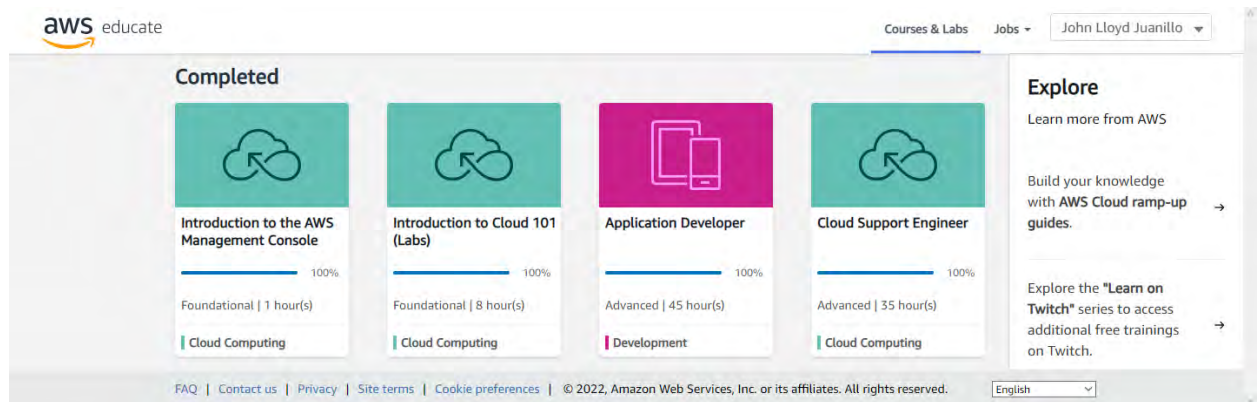 aws educate
Courses & Labs
Jobs
John Lloyd Juanillo
Completed
Introduction to the AWS
Management Console
100%
Foundational | 1 hour(s)
Cloud Computing
Introduction to Cloud 101
(Labs)
100%
Foundational | 8 hour(s)
Cloud Computing
Application Developer
100%
Advanced | 45 hour(s)
Development
Cloud Support Engineer
100%
Advanced | 35 hour(s)
Cloud Computing
Explore
Learn more from AWS
Build your knowledge
with AWS Cloud ramp-up
guides.
Explore the "Learn on
Twitch" series to access
additional free trainings
on Twitch.
FAQ | Contact us | Privacy | Site terms | Cookie preferences | © 2022, Amazon Web Services, Inc. or its affiliates. All rights reserved.
English